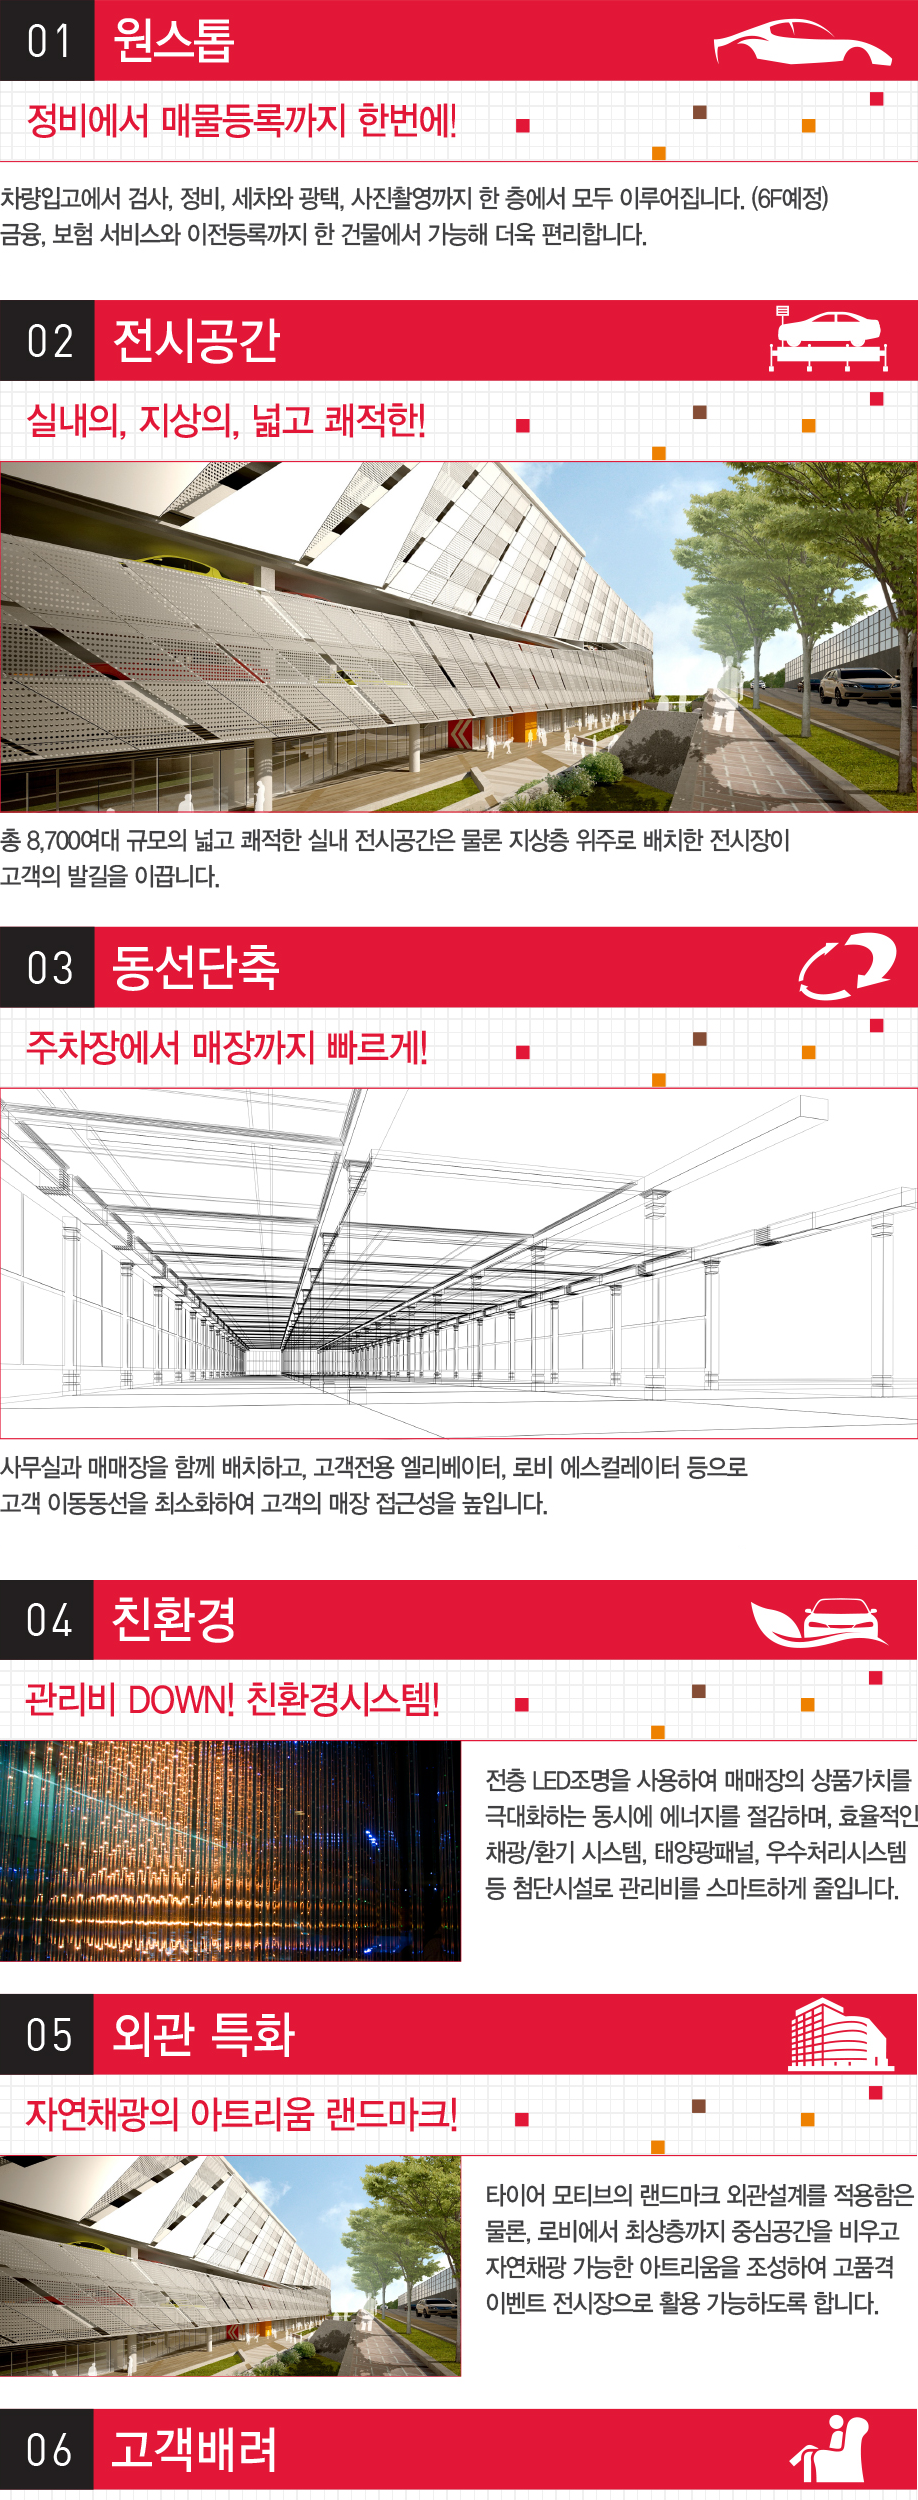 01 원스톱
정비에서 매물등록까지 한번에!
차량입고에서 검사, 정비, 세차와 광택, 사진촬영까지 한 층에서 모두 이루어집니다. (6F예정)
금융, 보험 서비스와 이전등록까지 한 건물에서 가능해 더욱 편리합니다.
02 전시공간
실내의, 지상의, 넓고 쾌적한!
총 8,700여대 규모의 넓고 쾌적한 실내 전시공간은 물론 지상층 위주로 배치한 전시장이
고객의 발길을 이끕니다.
03 동선단축
주차장에서 매장까지 빠르게!
사무실과 매매장을 함께 배치하고, 고객전용 엘리베이터, 로비 에스컬레이터 등으로
고객 이동동선을 최소화하여 고객의 매장 접근성을 높입니다.
04 친환경
관리비 DOWN! 친환경시스템!
전층 LED조명을 사용하여 매매장의 상품가치를
극대화하는 동시에 에너지를 절감하며, 효율적인
채광/환기 시스템, 태양광패널, 우수처리시스템
등 첨단시설로 관리비를 스마트하게 줄입니다.
05 외관 특화
자연채광의 아트리움 랜드마크!
타이어 모티브의 랜드마크 외관설계를 적용함은
물론, 로비에서 최상층까지 중심공간을 비우고
자연채광 가능한 아트리움을 조성하여 고품격
이벤트 전시장으로 활용 가능하도록 합니다.
06 고객배려